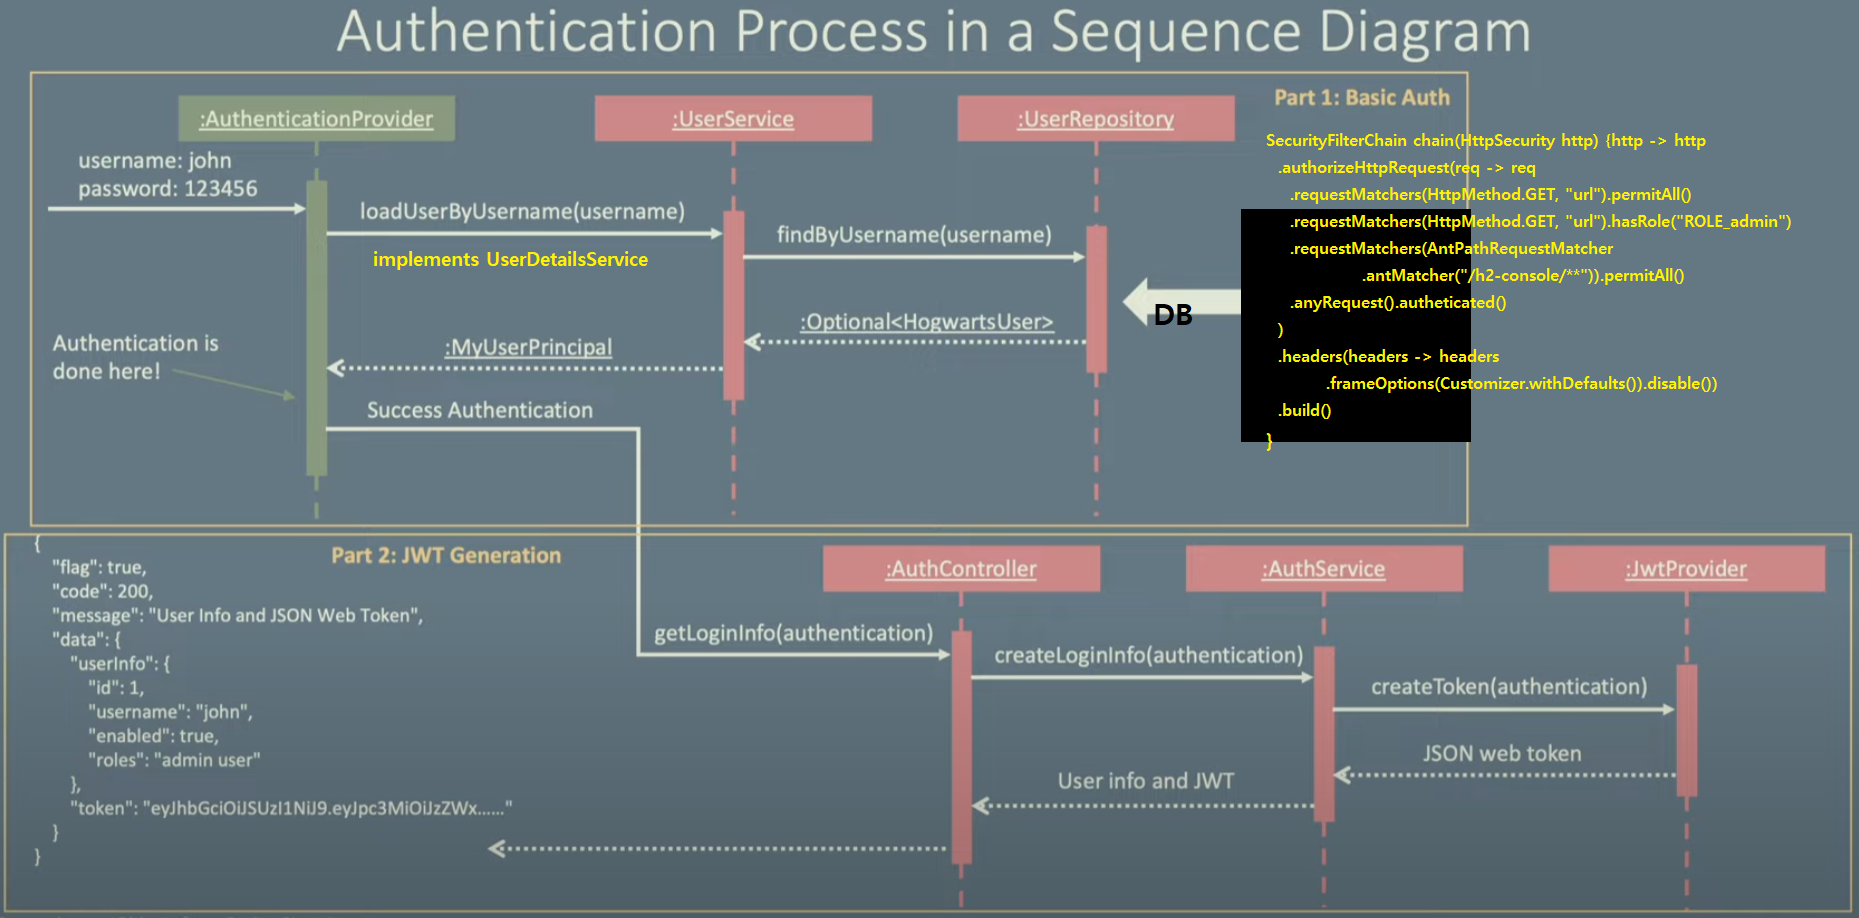 Authentication Process in a Sequence Diagram
Part 1: Basic Auth
:AuthenticationProvider
:UserService
:UserRepository
username: john
password: 123456
loadUserByUsername(username)
implements UserDetailsService
findByUsername(username)
:Optional<HogwartsUser>
:MyUserPrincipal
Authentication is
done here!
Success Authentication
DB
SecurityFilterChain chain(HttpSecurity http) {http -> http
.authorizeHttpRequest(req -> req
.requestMatchers(HttpMethod.GET, "url").permitAll()
.requestMatchers(HttpMethod.GET, "url").hasRole("ROLE_admin")
.requestMatchers(AntPathRequestMatcher
.antMatcher("/h2-console/**")).permitAll()
.anyRequest().autheticated()
)
.headers(headers -> headers
.frameOptions(Customizer.withDefaults()).disable())
.build()
}
Part 2: JWT Generation
{
"flag": true,
"code": 200,
"message": "User Info and JSON Web Token",
"data": {
"userInfo": {
"id": 1,
"username": "john",
"enabled": true,
"roles": "admin user"
},
"token": "eyJhbGciOiJSUzI1NiJ9.eyJpc3MiOiJzZWx......"
}
}
:AuthController
:AuthService
:JwtProvider
getLoginInfo(authentication)
createLoginInfo(authentication)
createToken(authentication)
JSON web token
User info and JWT